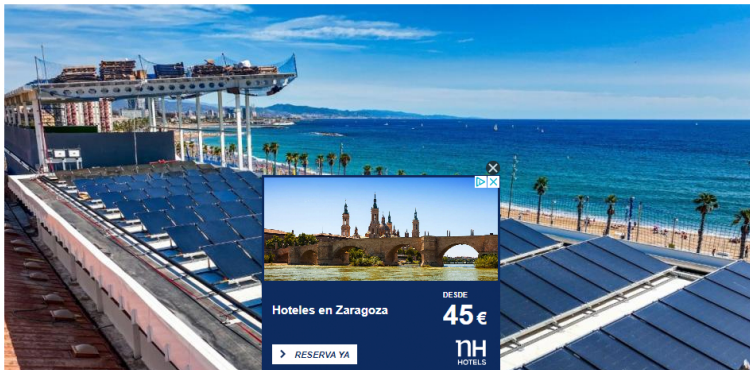 Hoteles en Zaragoza
DESDE
45 €
RESERVA YA
nH
HOTELS